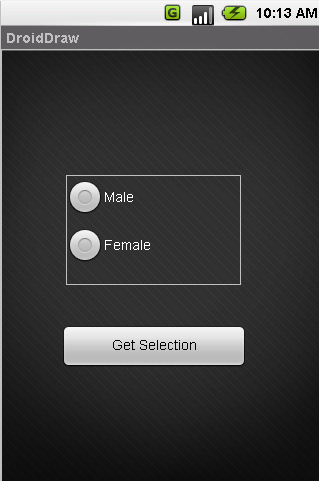 G 10:13 AM
DroidDraw
Male
Female
Get Selection